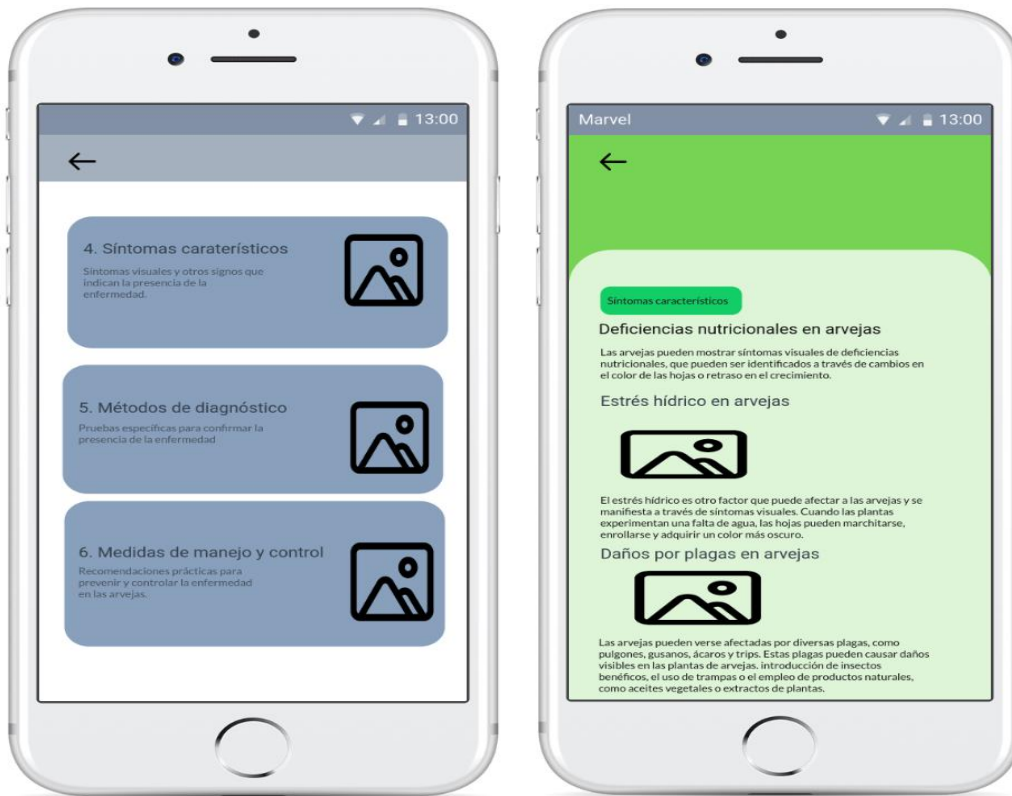 13:00
4. Síntomas caraterísticos
Sintomas visuales y otros signos que
indican la presencia de la
enfermedad.
5. Métodos de diagnóstico
Pruebas específicas para confirmar la
presencia de la enfermedad
6. Medidas de manejo y control
Recomendaciones prácticas para
prevenir y controlar la enfermedad
en las arvejas.
Marvel 13:00
Síntomas característicos
Deficiencias nutricionales en arvejas
Las arvejas pueden mostrar síntomas visuales de deficiencias
nutricionales, que pueden ser identificados a través de cambios en
el color de las hojas o retraso en el crecimiento.
Estrés hídrico en arvejas
El estrés hídrico es otro factor que puede afectar a las arvejas y se
manifiesta a través de síntomas visuales. Cuando las plantas
experimentan una falta de agua, las hojas pueden marchitarse,
enrollarse y adquirir un color más oscuro.
Daños por plagas en arvejas
Las arvejas pueden verse afectadas por diversas plagas, como
pulgones, gusanos, ácaros y trips. Estas plagas pueden causar daños
visibles en las plantas de arvejas. introducción de insectos
benéficos, el uso de trampas o el empleo de productos naturales,
como aceites vegetales o extractos de plantas.